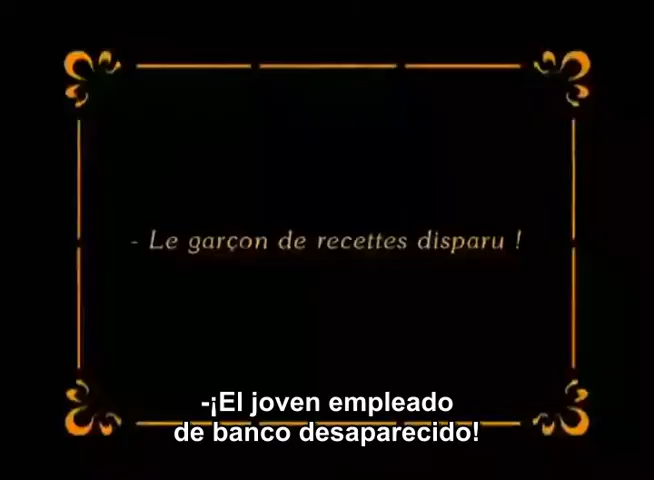 - Le garçon de recettes disparu !
-¡El joven empleado
de banco desaparecido!